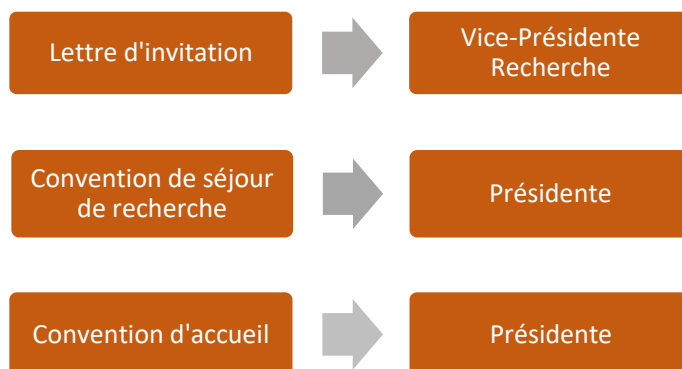 Lettre d'invitation
Vice-Présidente
Recherche
Convention de séjour
de recherche
Présidente
Convention d'accueil
Présidente